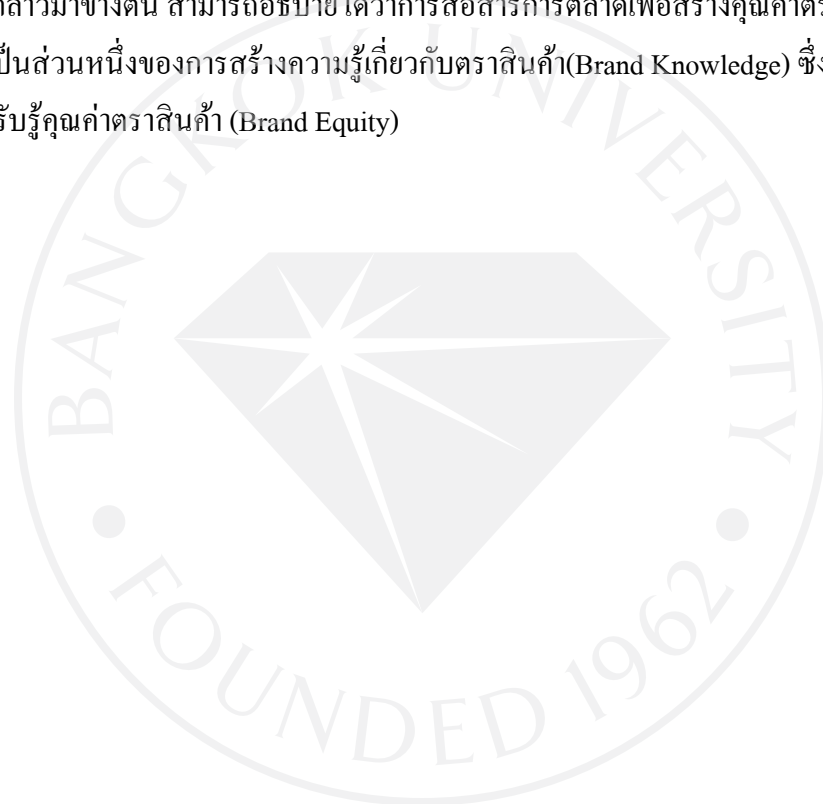 กล่าวมาข้างต้น สามารถอธิบายได้ว่าการสื่อสารการตลาดเพื่อสร้างคุณค่าตรา
เป็นส่วนหนึ่งของการสร้างความรู้เกี่ยวกับตราสินค้า(Brand Knowledge) ซึ่ง
รับรู้คุณค่าตราสินค้า (Brand Equity)
BANGKOK UNIVERSITY
FOUNDED 1962